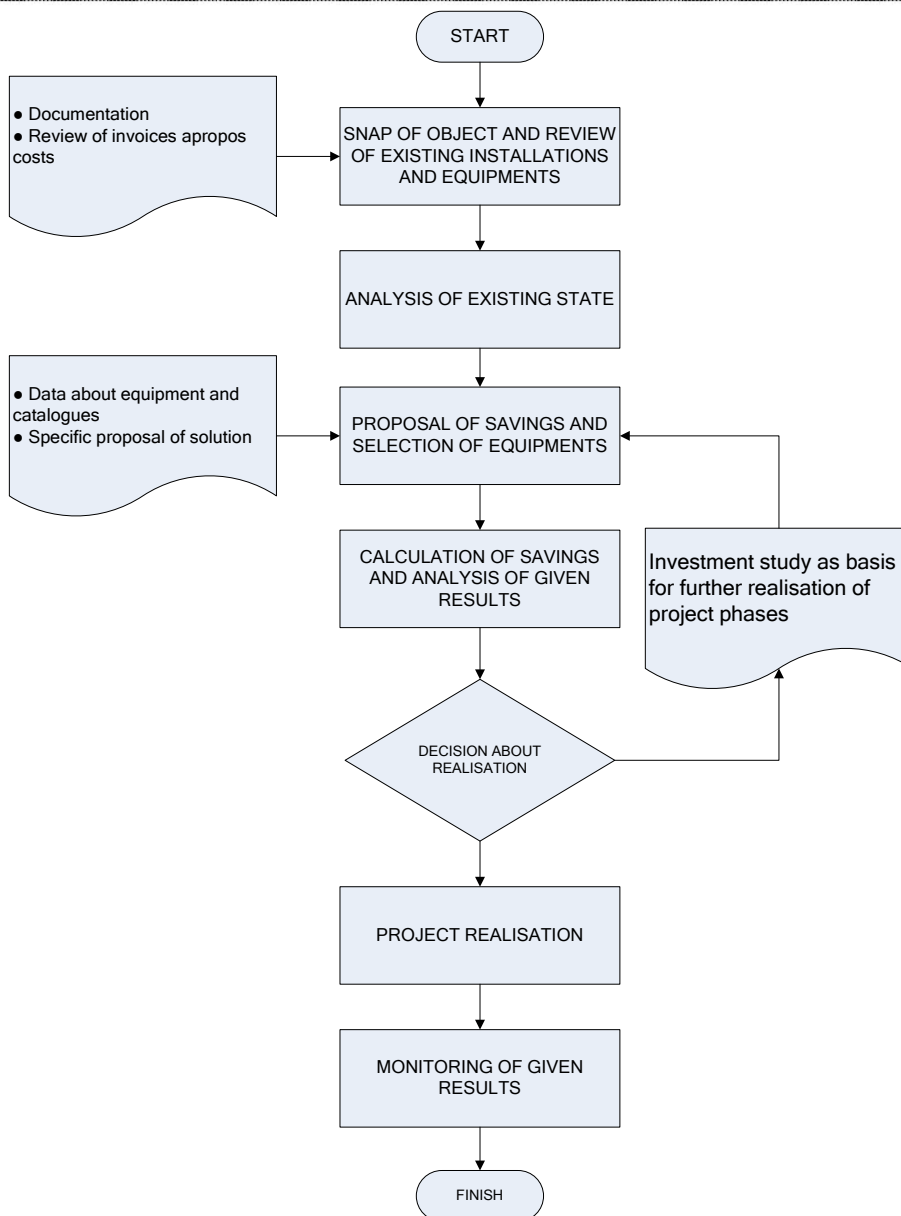 START
● Documentation
● Review of invoices apropos
costs
SNAP OF OBJECT AND REVIEW
OF EXISTING INSTALLATIONS
AND EQUIPMENTS
ANALYSIS OF EXISTING STATE
● Data about equipment and
catalogues
● Specific proposal of solution
PROPOSAL OF SAVINGS AND
SELECTION OF EQUIPMENTS
CALCULATION OF SAVINGS
AND ANALYSIS OF GIVEN
RESULTS
Investment study as basis
for further realisation of
project phases
DECISION ABOUT
REALISATION
PROJECT REALISATION
MONITORING OF GIVEN
RESULTS
FINISH